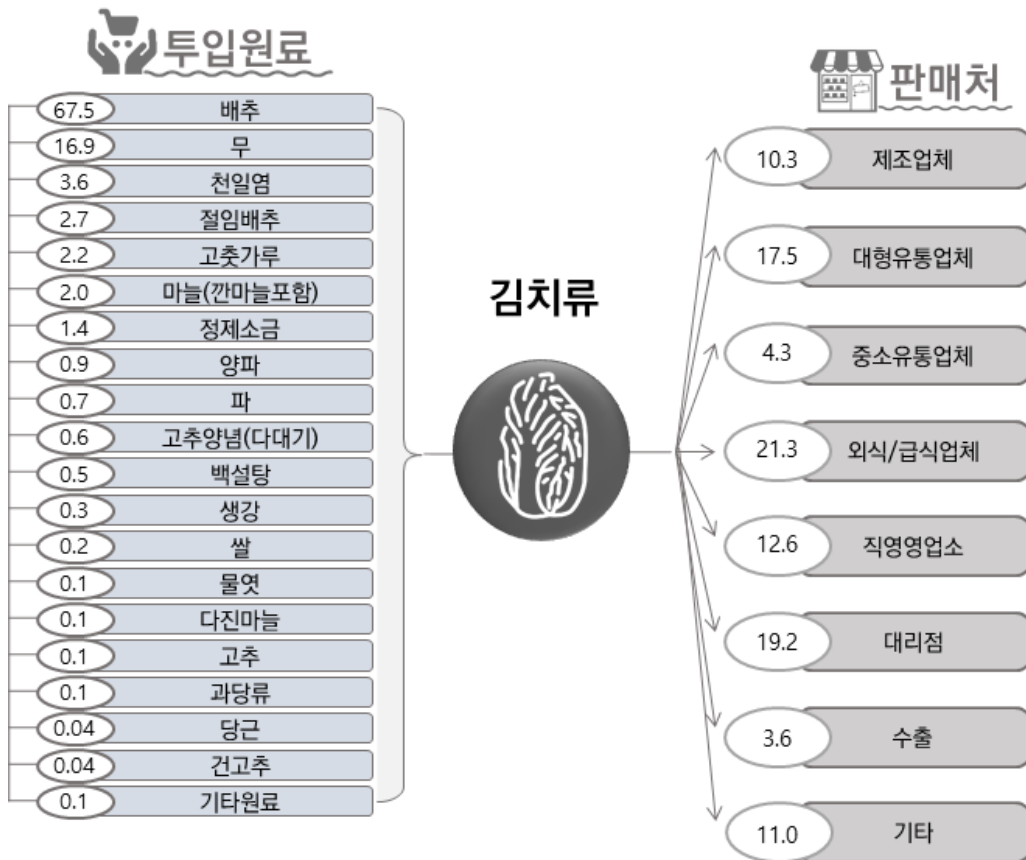 투입원료
67.5 배추
16.9 무
3.6 천일염
2.7 절임배추
2.2 고춧가루
2.0 마늘(깐마늘포함)
1.4 정제소금
0.9 양파
0.7 파
0.6 고추양념(다대기)
0.5 백설탕
0.3 생강
0.2 쌀
0.1 물엿
0.1 다진마늘
0.1 고추
0.1 과당류
0.04 당근
0.04 건고추
0.1 기타원료
김치류
판매처
10.3 제조업체
17.5 대형유통업체
4.3 중소유통업체
21.3 외식/급식업체
12.6 직영영업소
19.2 대리점
3.6 수출
11.0 기타